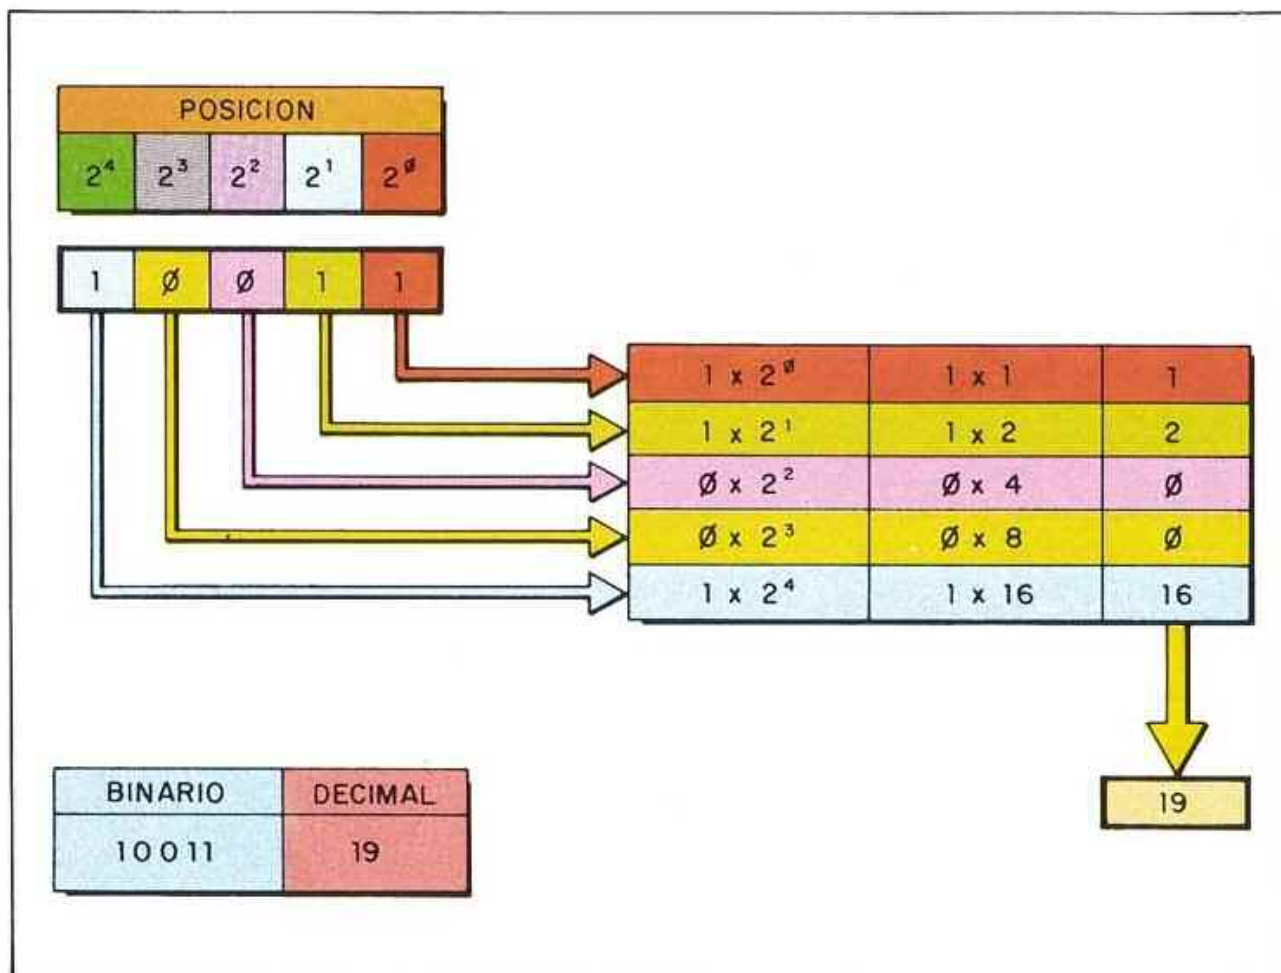 POSICION
2⁴ 2³ 2² 2¹ 2^Ø
1 Ø Ø 1 1
1 x 2^Ø 1 x 1 1
1 x 2¹ 1 x 2 2
Ø x 2² Ø x 4 Ø
Ø x 2³ Ø x 8 Ø
1 x 2⁴ 1 x 16 16
19
BINARIO DECIMAL
10011 19